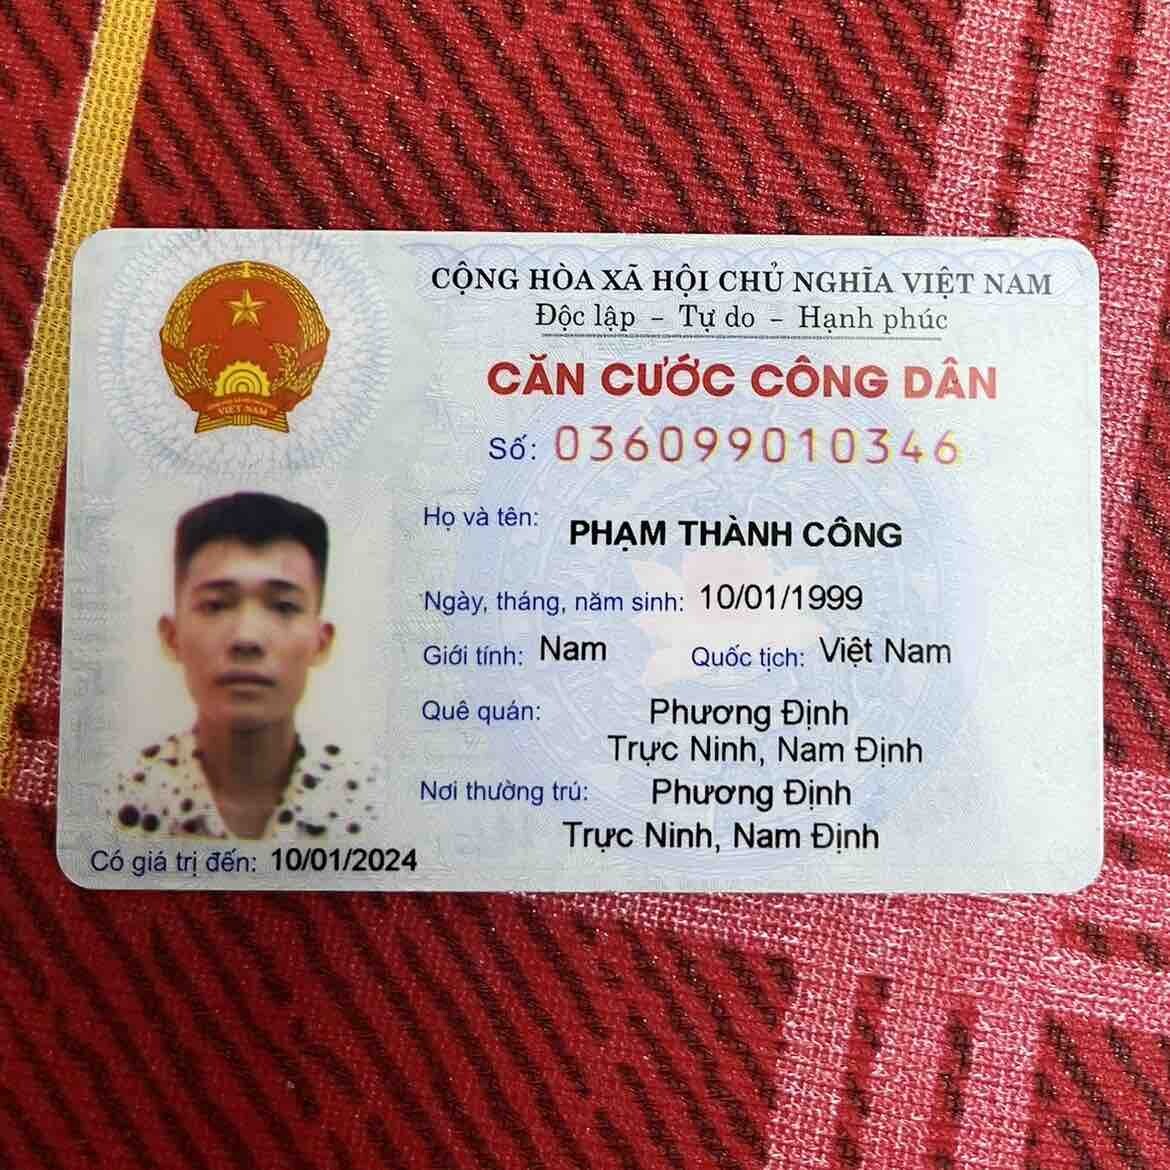 CỘNG HÒA XÃ HỘI CHỦ NGHĨA VIỆT NAM
Độc lập - Tự do - Hạnh phúc
CĂN CƯỚC CÔNG DÂN
Số: 036099010346
Họ và tên: PHẠM THÀNH CÔNG
Ngày, tháng, năm sinh: 10/01/1999
Giới tính: Nam Quốc tịch: Việt Nam
Quê quán: Phương Định
Trực Ninh, Nam Định
Nơi thường trú: Phương Định
Trực Ninh, Nam Định
Có giá trị đến: 10/01/2024
VIỆT NAM